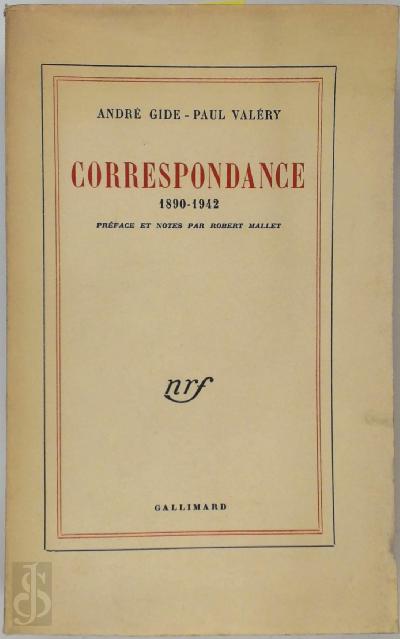 ANDRÉ GIDE - PAUL VALÉRY
CORRESPONDANCE
1890-1942
PRÉFACE ET NOTES PAR ROBERT MALLET
nrf
GALLIMARD